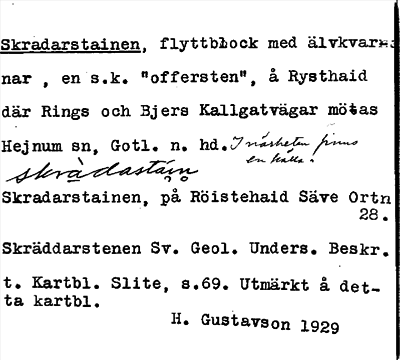 Skradarstainen, flyttblock med älvkvar-
nar , en s.k. "offersten", å Rysthaid
där Rings och Bjers Kallgatvägar mötas
Hejnum sn, Gotl. n. hd. I närheten finns
en källa.
skràdastáin
Skradarstainen, på Röistehaid Säve Ortn
28.
Skräddarstenen Sv. Geol. Unders. Beskr.
t. Kartbl. Slite, s.69. Utmärkt å det-
ta kartbl.
H. Gustavson 1929